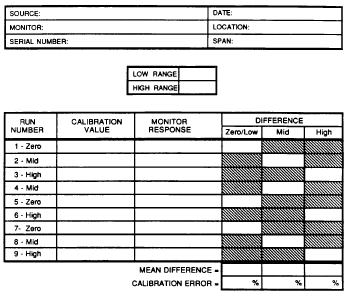 SOURCE: DATE:
MONITOR: LOCATION:
SERIAL NUMBER: SPAN:
LOW RANGE
HIGH RANGE
RUN NUMBER CALIBRATION VALUE MONITOR RESPONSE DIFFERENCE
Zero/Low Mid High
1 - Zero
2 - Mid
3 - High
4 - Mid
5 - Zero
6 - High
7- Zero
8 - Mid
9 - High
MEAN DIFFERENCE =
CALIBRATION ERROR = % % %